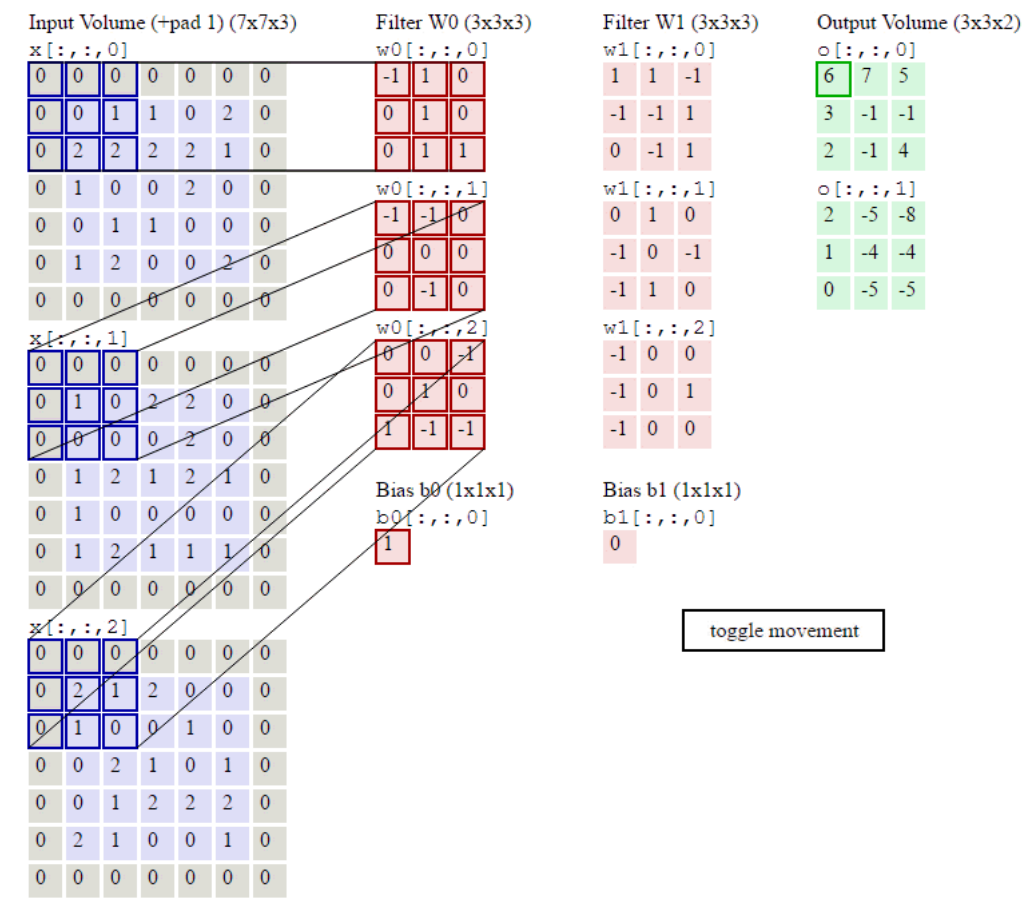 Input Volume (+pad 1) (7x7x3)
x[:,:,0]
0 0 0 0 0 0 0
0 0 1 1 0 2 0
0 2 2 2 2 1 0
0 1 0 0 2 0 0
0 0 1 1 0 0 0
0 1 2 0 0 2 0
0 0 0 0 0 0 0
x[:,:,1]
0 0 0 0 0 0 0
0 1 0 2 2 0 0
0 0 0 0 2 0 0
0 1 2 1 2 1 0
0 1 0 0 0 0 0
0 1 2 1 1 1 0
0 0 0 0 0 0 0
x[:,:,2]
0 0 0 0 0 0 0
0 2 1 2 0 0 0
0 1 0 0 1 0 0
0 0 2 1 0 1 0
0 0 1 2 2 2 0
0 2 1 0 0 1 0
0 0 0 0 0 0 0
Filter W0 (3x3x3)
w0[:,:,0]
-1 1 0
0 1 0
0 1 1
w0[:,:,1]
-1 -1 0
0 0 0
0 -1 0
w0[:,:,2]
0 0 -1
0 1 0
1 -1 -1
Bias b0 (1x1x1)
b0[:,:,0]
1
Filter W1 (3x3x3)
w1[:,:,0]
1 1 -1
-1 -1 1
0 -1 1
w1[:,:,1]
0 1 0
-1 0 -1
-1 1 0
w1[:,:,2]
-1 0 0
-1 0 1
-1 0 0
Bias b1 (1x1x1)
b1[:,:,0]
0
Output Volume (3x3x2)
o[:,:,0]
6 7 5
3 -1 -1
2 -1 4
o[:,:,1]
2 -5 -8
1 -4 -4
0 -5 -5
toggle movement